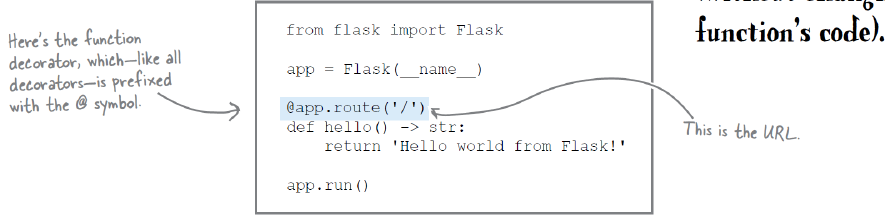 function's code).
Here's the function
decorator, which—like all
decorators—is prefixed
with the @ symbol.
from flask import Flask
app = Flask(__name__)
@app.route('/')
def hello() -> str:
    return 'Hello world from Flask!'
app.run()
This is the URL.